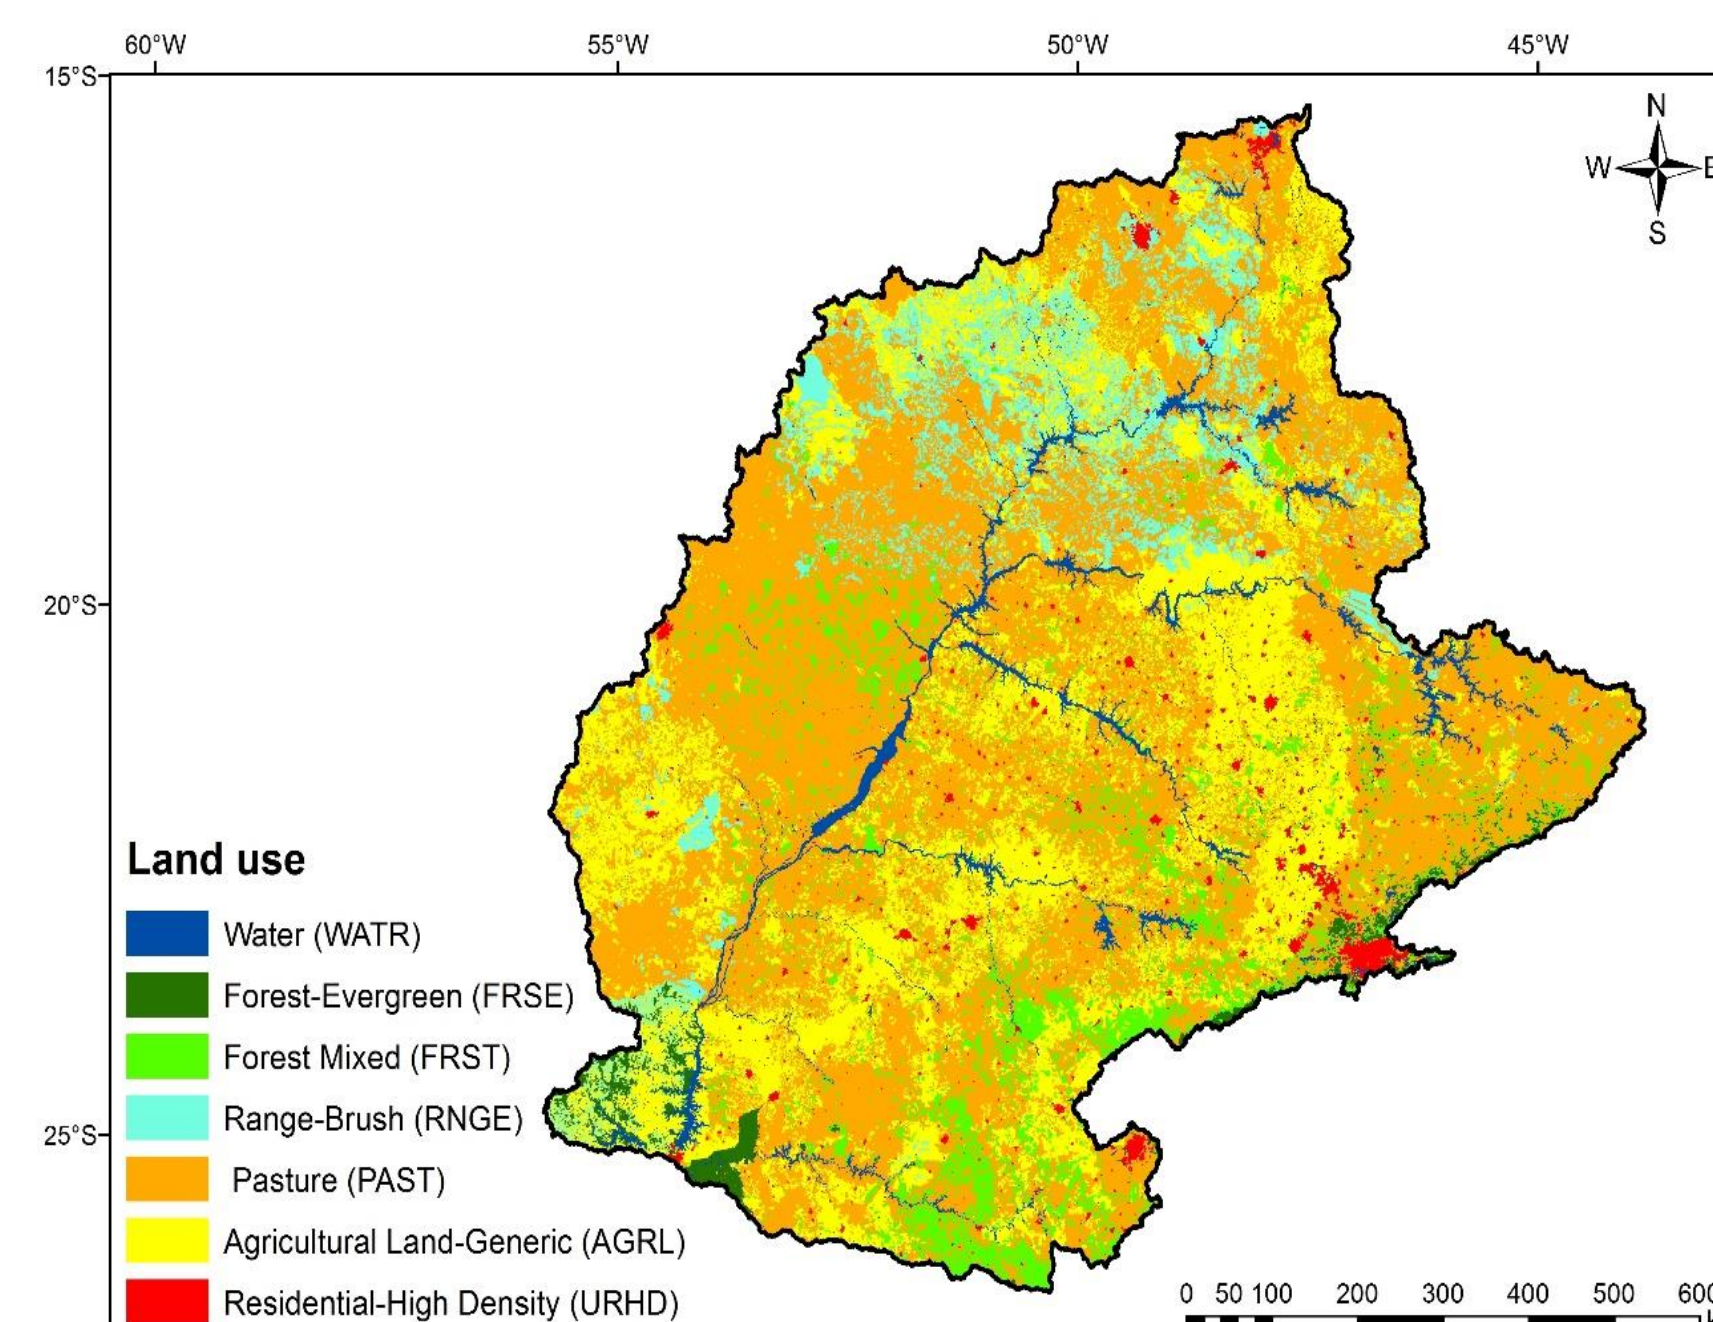 60°W 55°W 50°W 45°W
15°S
N
W E
S
20°S
Land use
Water (WATR)
Forest-Evergreen (FRSE)
Forest Mixed (FRST)
Range-Brush (RNGE)
25°S
Pasture (PAST)
Agricultural Land-Generic (AGRL)
Residential-High Density (URHD)
0 50 100 200 300 400 500